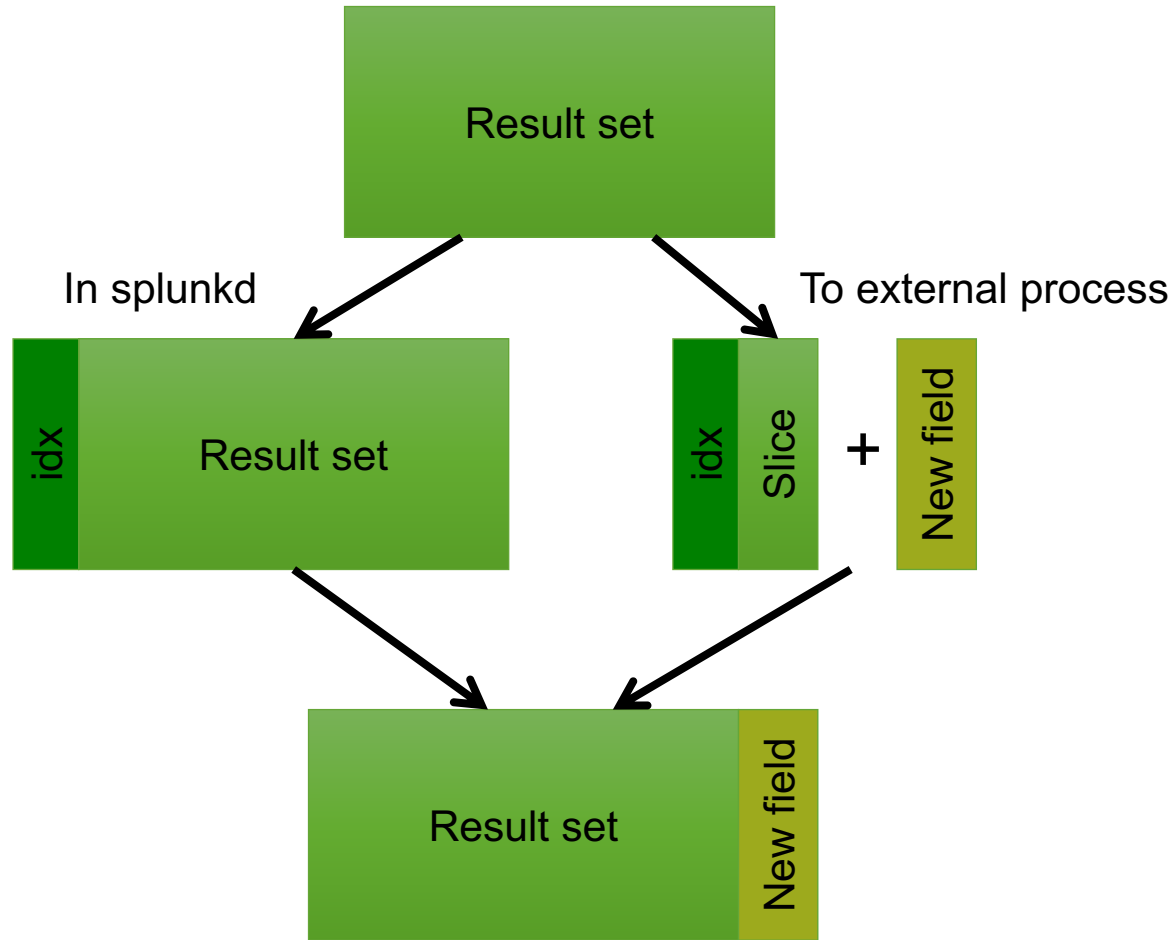 Result set
In splunkd
To external process
idx
Result set
idx
Slice
+
New field
Result set
New field